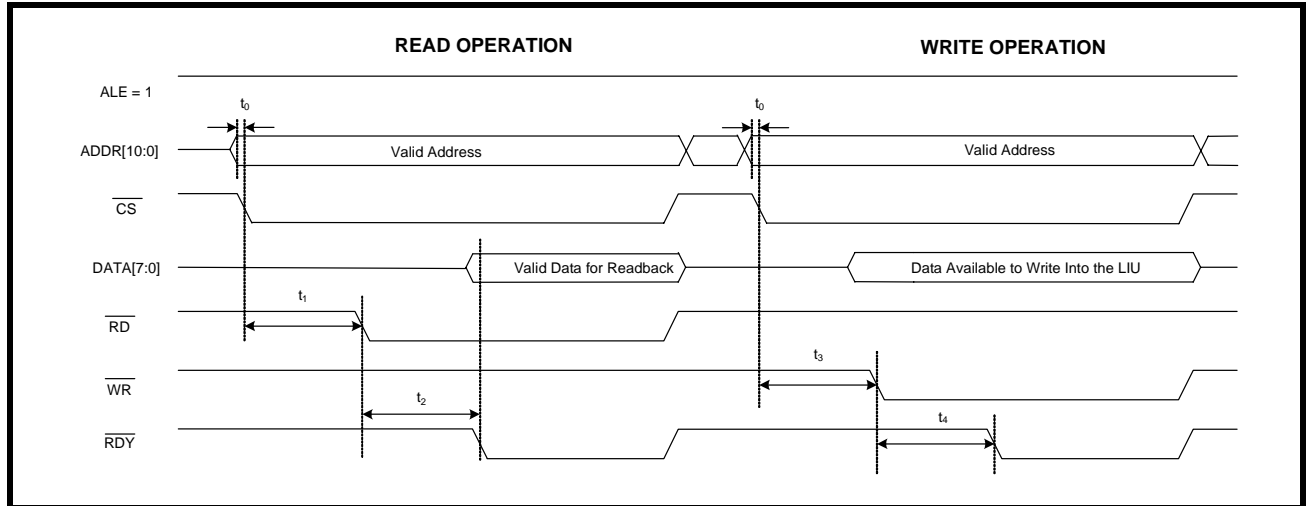 READ OPERATION WRITE OPERATION
ALE = 1
t₀ t₀
ADDR[10:0] Valid Address Valid Address
CS
DATA[7:0] Valid Data for Readback Data Available to Write Into the LIU
t₁
RD
t₃
WR
t₂ t₄
RDY